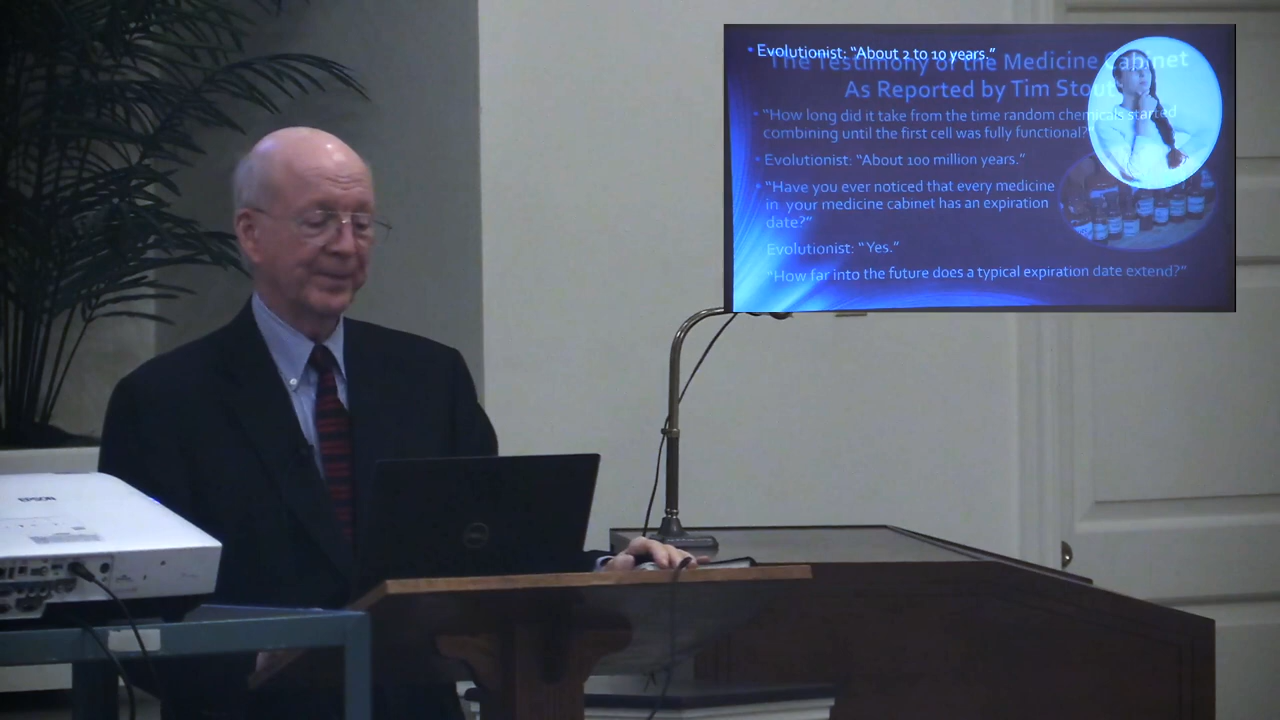 Evolutionist: "About 2 to 10 years."
The Testimony of the Medicine Cabinet
As Reported by Tim Stout
"How long did it take from the time random chemicals started
combining until the first cell was fully functional?"
Evolutionist: "About 100 million years."
"Have you ever noticed that every medicine
in your medicine cabinet has an expiration
date?"
Evolutionist: "Yes."
"How far into the future does a typical expiration date extend?"
EPSON
DELL